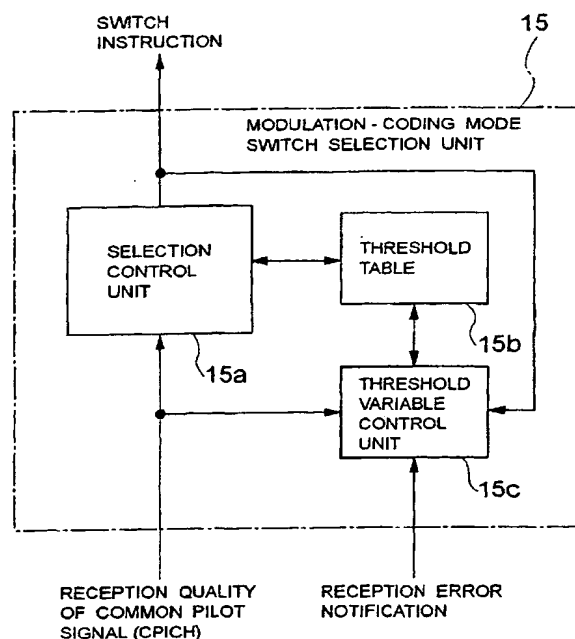 SWITCH
INSTRUCTION
15
MODULATION - CODING MODE
SWITCH SELECTION UNIT
SELECTION
CONTROL
UNIT
15a
THRESHOLD
TABLE
15b
THRESHOLD
VARIABLE
CONTROL
UNIT
15c
RECEPTION QUALITY
OF COMMON PILOT
SIGNAL (CPICH)
RECEPTION ERROR
NOTIFICATION